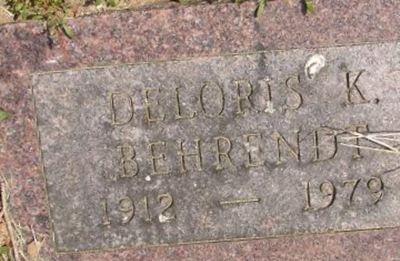 DELORIS K.
BEHRENDT
1912 — 1979